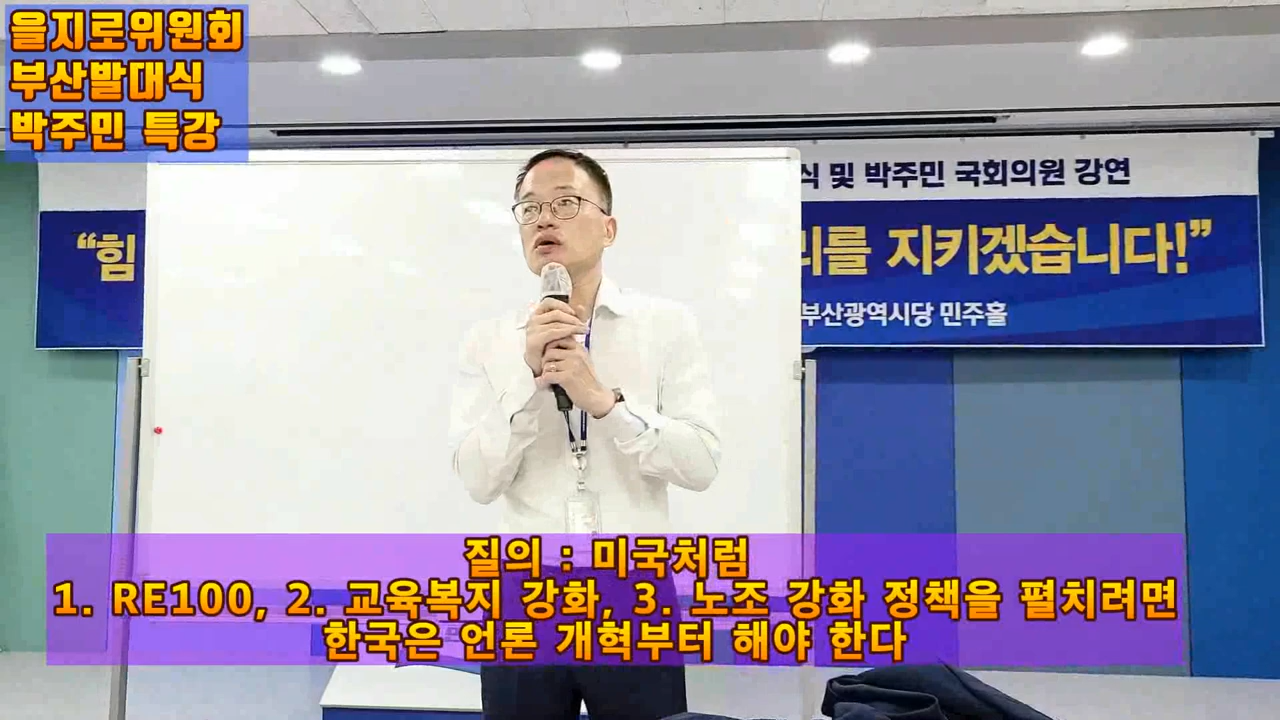 을지로위원회
부산발대식
박주민 특강
식 및 박주민 국회의원 강연
“힘
리를 지키겠습니다!”
부산광역시당 민주홀
질의 : 미국처럼
1. RE100, 2. 교육복지 강화, 3. 노조 강화 정책을 펼치려면
한국은 언론 개혁부터 해야 한다